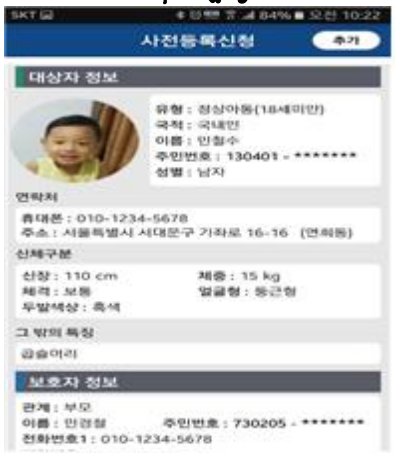 SKT 84% 오전 10:22
사전등록신청 추가
대상자 정보
유형 : 정상아동(18세미만)
국적 : 국내인
이름 : 민철수
주민번호 : 130401 - *******
성별 : 남자
연락처
휴대폰 : 010-1234-5678
주소 : 서울특별시 서대문구 가좌로 16-16 (연희동)
신체구분
신장 : 110 cm 체중 : 15 kg
체격 : 보통 얼굴형 : 둥근형
두발색상 : 흑색
그 밖의 특징
곱슬머리
보호자 정보
관계 : 부모
이름 : 민경철 주민번호 : 730205 - *******
전화번호1 : 010-1234-5678